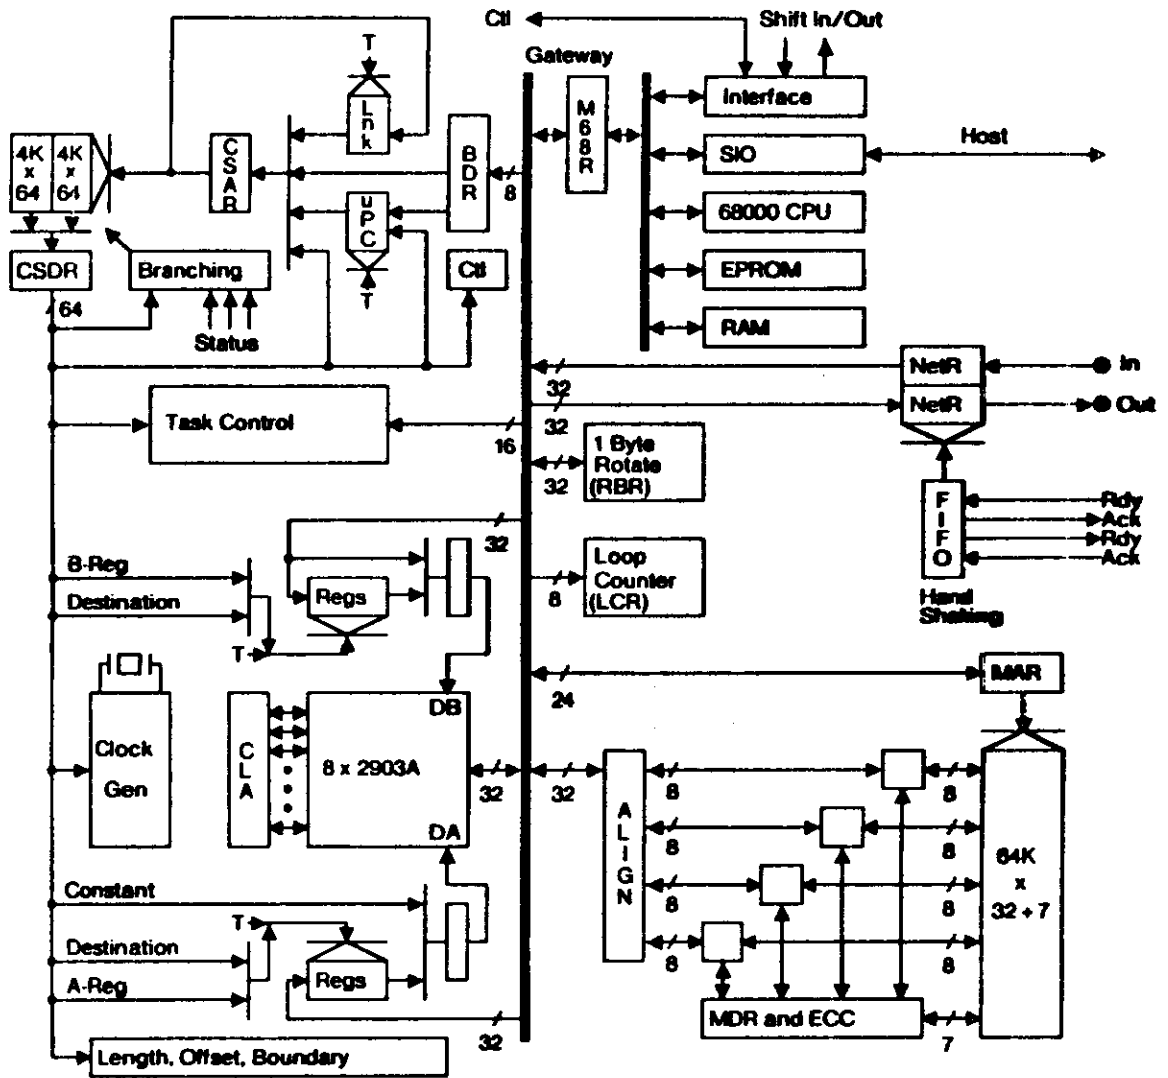 Ctl
Shift In/Out
Gateway
T
Lnk
M68R
Interface
Host
SIO
68000 CPU
EPROM
RAM
4K x 64
4K x 64
CSAR
BDR
8
uPC
T
CSDR
Branching
Ctl
64
Status
32
NetR
In
32
NetR
Out
Task Control
16
1 Byte
Rotate
(RBR)
32
FIFO
Rdy
Ack
Rdy
Ack
Hand
Shaking
32
B-Reg
Destination
Regs
T
Loop
Counter
(LCR)
8
24
MAR
Clock
Gen
CLA
DB
8 x 2903A
DA
32
32
ALIGN
8
8
8
8
8
8
8
8
64K
x
32 + 7
Constant
T
Destination
A-Reg
Regs
32
MDR and ECC
7
Length, Offset, Boundary